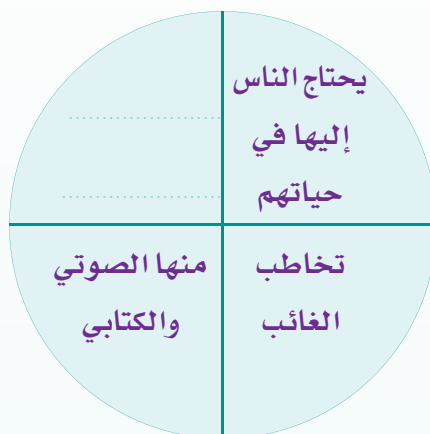 يحتاج الناس
إليها في
حياتهم
تخاطب
الغائب
منها الصوتي
والكتابي